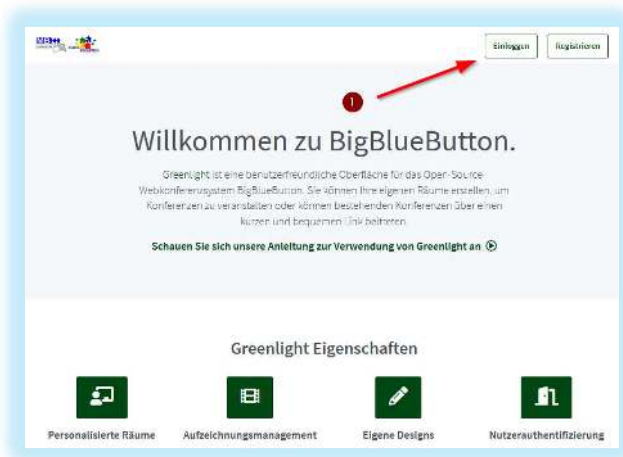 Einloggen Registrieren
1
Willkommen zu BigBlueButton.
Greenlight ist eine benutzerfreundliche Oberfläche für das Open-Source
Webkonferenzsystem BigBlueButton. Sie können Ihre eigenen Räume erstellen, um
Konferenzen zu veranstalten oder können bestehenden Konferenzen über einen
kurzen und bequemen Link beitreten.
Schauen Sie sich unsere Anleitung zur Verwendung von Greenlight an
Greenlight Eigenschaften
Personalisierte Räume Aufzeichnungsmanagement Eigene Designs Nutzerauthentifizierung